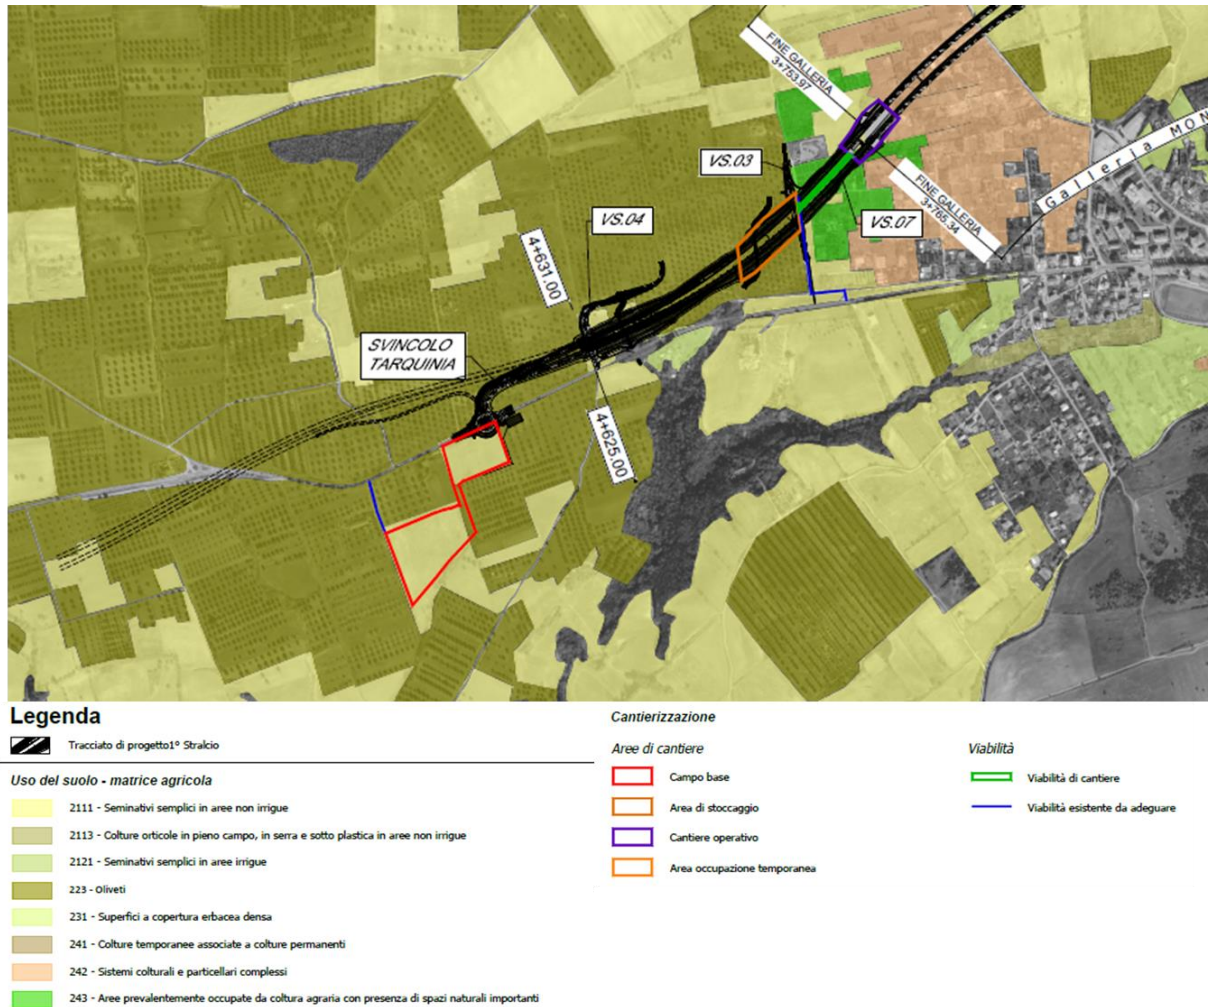 FINE GALLERIA
3+753.97
VS.03
VS.04
4+631.00
SVINCOLO
TARQUINIA
4+625.00
VS.07
FINE GALLERIA
3+765.34
Galleria MON
Legenda
Tracciato di progetto1° Stralcio
Uso del suolo - matrice agricola
2111 - Seminativi semplici in aree non irrigue
2113 - Colture orticole in pieno campo, in serra e sotto plastica in aree non irrigue
2121 - Seminativi semplici in aree irrigue
223 - Oliveti
231 - Superfici a copertura erbacea densa
241 - Colture temporanee associate a colture permanenti
242 - Sistemi colturali e particellari complessi
243 - Aree prevalentemente occupate da coltura agraria con presenza di spazi naturali importanti
Cantierizzazione
Aree di cantiere
Campo base
Area di stoccaggio
Cantiere operativo
Area occupazione temporanea
Viabilità
Viabilità di cantiere
Viabilità esistente da adeguare